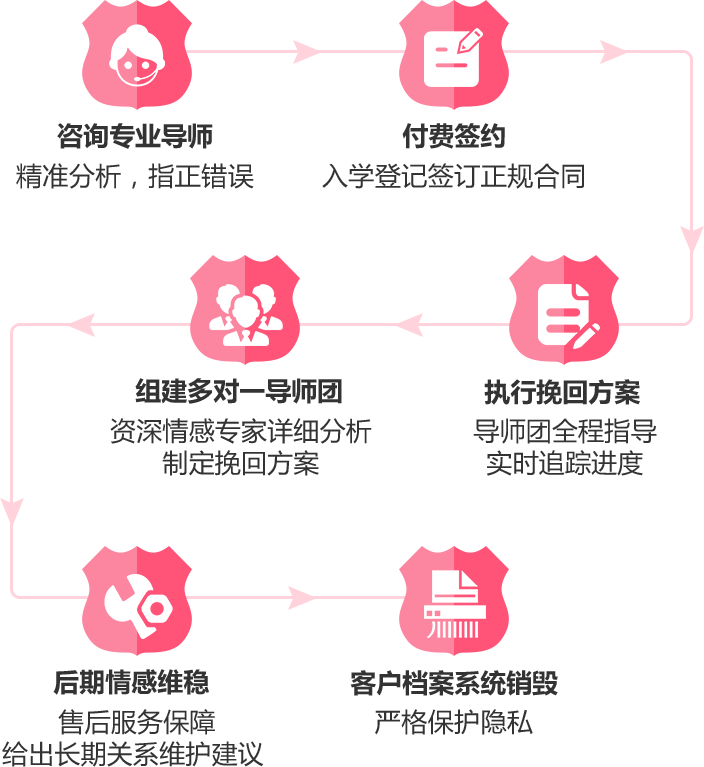 咨询专业导师
精准分析，指正错误
付费签约
入学登记签订正规合同
执行挽回方案
导师团全程指导
实时追踪进度
组建多对一导师团
资深情感专家详细分析
制定挽回方案
后期情感维稳
售后服务保障
给出长期关系维护建议
客户档案系统销毁
严格保护隐私